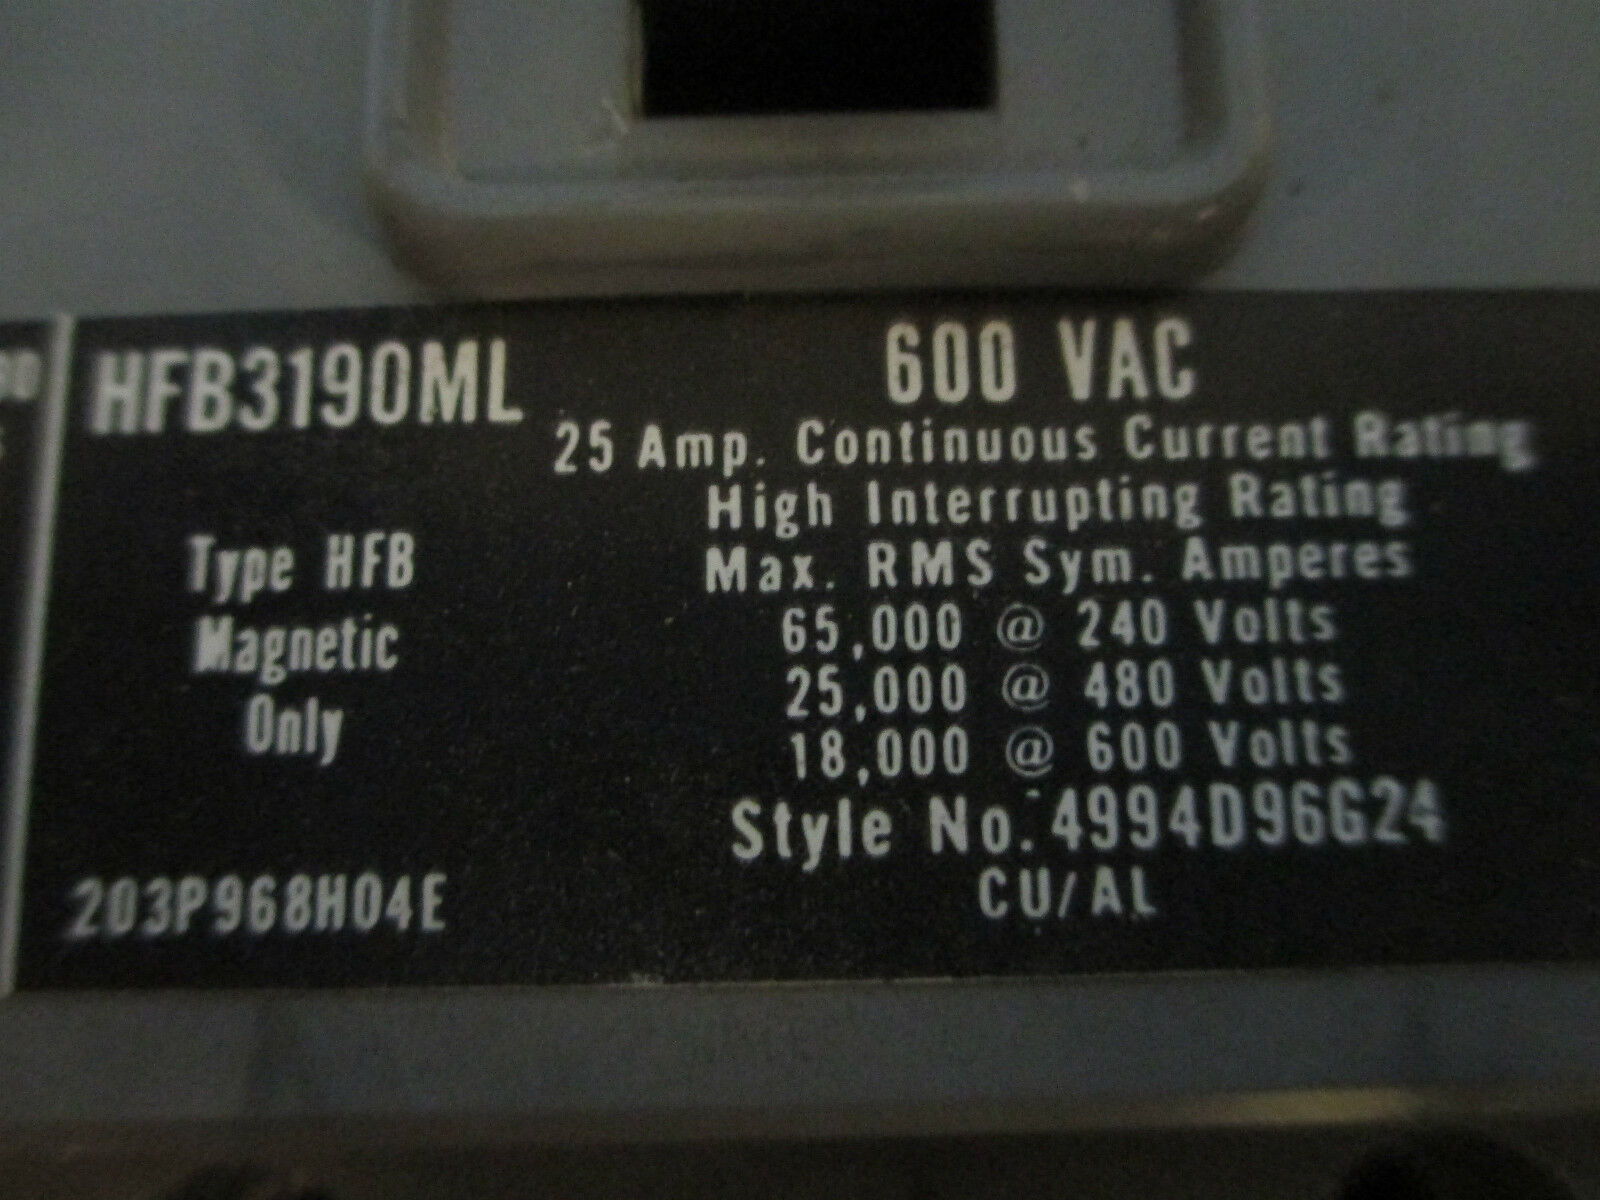 HFB3190ML
Type HFB
Magnetic
Only
203P968H04E
600 VAC
25 Amp. Continuous Current Rating
High Interrupting Rating
Max. RMS Sym. Amperes
65,000 @ 240 Volts
25,000 @ 480 Volts
18,000 @ 600 Volts
Style No. 4994D96G24
CU/AL